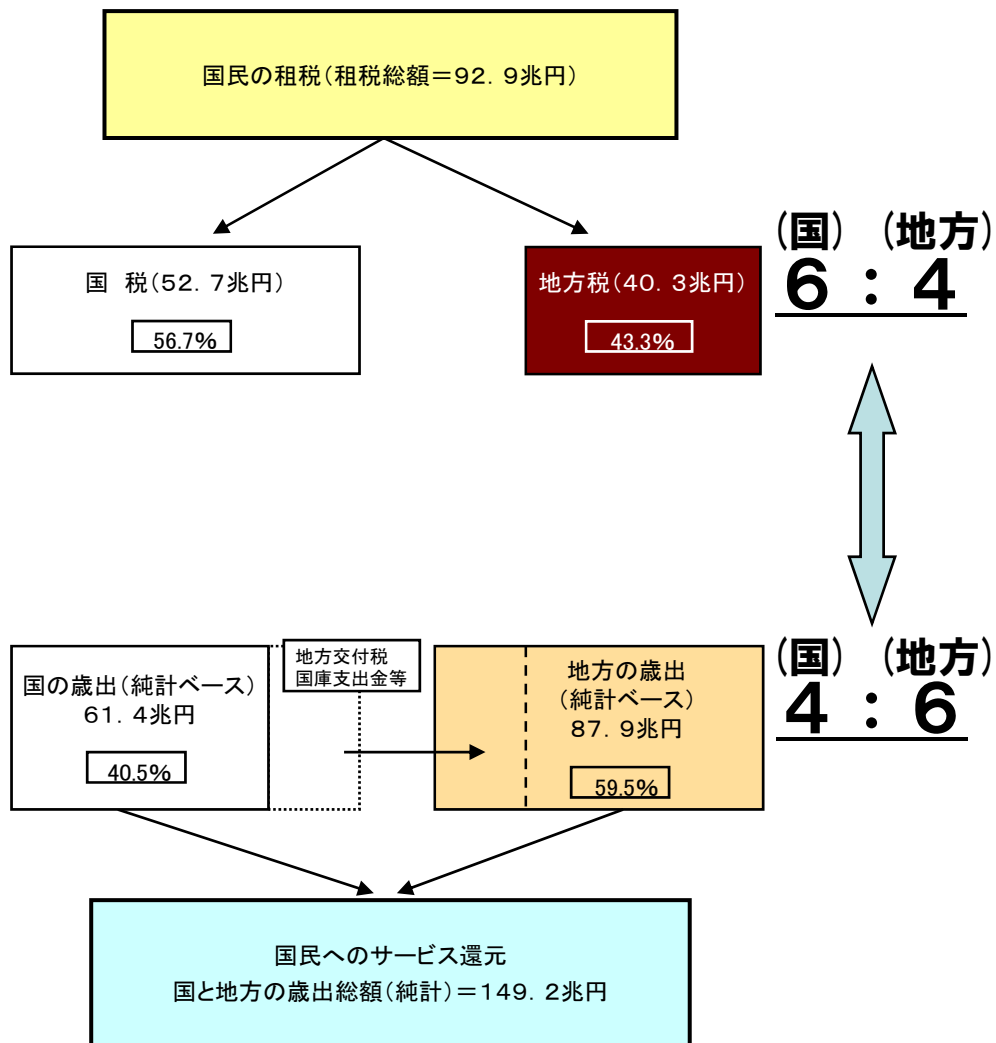 国民の租税（租税総額＝９２．９兆円）
（国）（地方）
６：４
国　税（５２．７兆円）
56.7%
地方税（４０．３兆円）
43.3%
地方交付税
国庫支出金等
国の歳出（純計ベース）
６１．４兆円
40.5%
地方の歳出
（純計ベース）
８７．９兆円
59.5%
（国）（地方）
４：６
国民へのサービス還元
国と地方の歳出総額（純計）＝１４９．２兆円